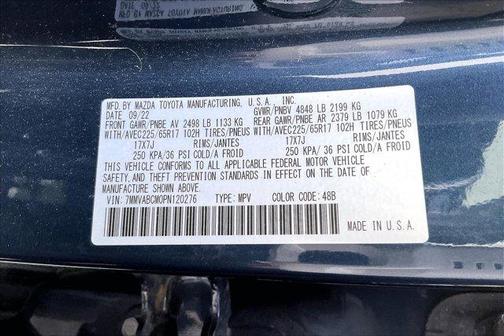 MFD. BY MAZDA TOYOTA MANUFACTURING, U.S.A., INC.
DATE 09/22 GVWR/PNBV 4848 LB 2199 KG
FRONT GAWR/PNBE AV 2498 LB 1133 KG REAR GAWR/PNBE AR 2379 LB 1079 KG
WITH/AVEC225/65R17 102H TIRES/PNEUS WITH/AVEC225/65R17 102H TIRES/PNEUS
17X7J RIMS/JANTES 17X7J RIMS/JANTES
250 KPA/ 36 PSI COLD/A FROID 250 KPA/ 36 PSI COLD/A FROID
THIS VEHICLE CONFORMS TO ALL APPLICABLE FEDERAL MOTOR VEHICLE
SAFETY, BUMPER, AND THEFT PREVENTION STANDARDS IN EFFECT ON THE DATE OF
MANUFACTURE SHOWN ABOVE.
VIN: 7MMVABCM0PN120276 TYPE: MPV COLOR CODE: 48B
MADE IN U.S.A.